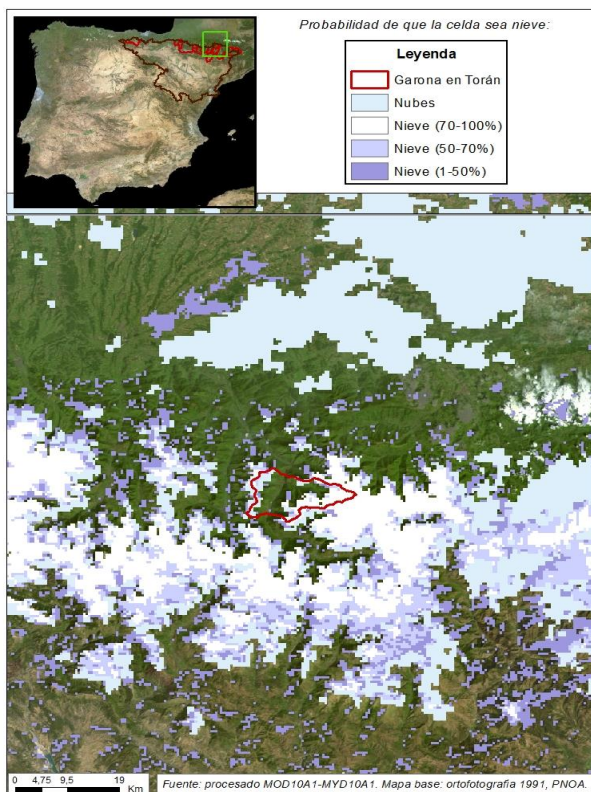 Probabilidad de que la celda sea nieve:
Leyenda
Garona en Torán
Nubes
Nieve (70-100%)
Nieve (50-70%)
Nieve (1-50%)
0 4,75 9,5 19
Km
Fuente: procesado MOD10A1-MYD10A1. Mapa base: ortofotografia 1991, PNOA.